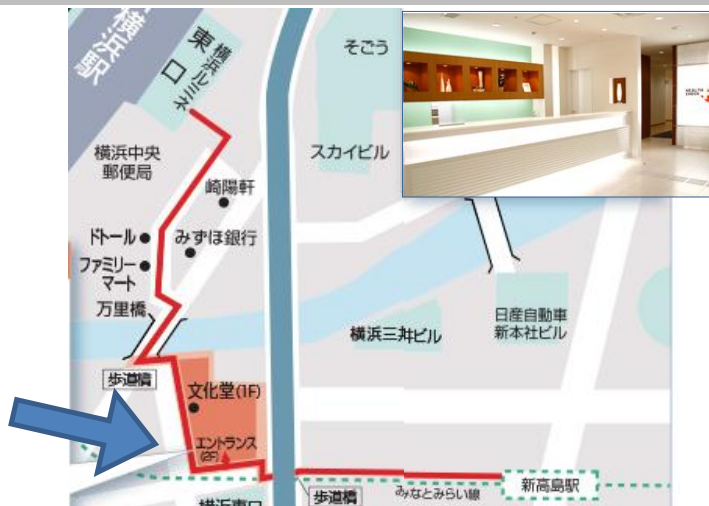 横浜駅
東口
横浜ルミネ
そごう
スカイビル
横浜中央
郵便局
崎陽軒
ドトール
みずほ銀行
ファミリー
マート
万里橋
日産自動車
新本社ビル
横浜三井ビル
歩道橋
文化堂(1F)
エントランス
(2F)
横浜東口
歩道橋
みなとみらい線
新高島駅